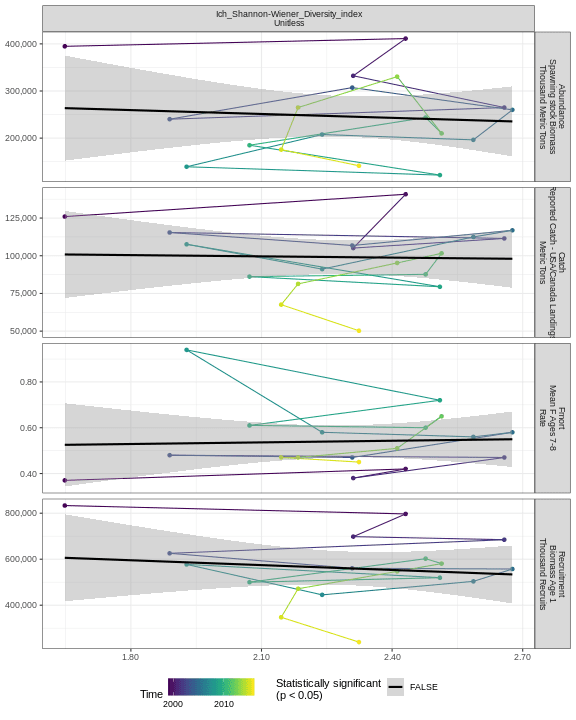 Ich_Shannon-Wiener_Diversity_index
Unitless
400,000
300,000
200,000
Abundance
Spawning stock Biomass
Thousand Metric Tons
125,000
100,000
75,000
50,000
Catch
Reported Catch - USA/Canada Landings
Metric Tons
0.80
0.60
0.40
Fmort
Mean F Ages 7-8
Rate
800,000
600,000
400,000
Recruitment
Biomass Age 1
Thousand Recruits
1.80
2.10
2.40
2.70
Time
2000
2010
Statistically significant
(p < 0.05)
FALSE